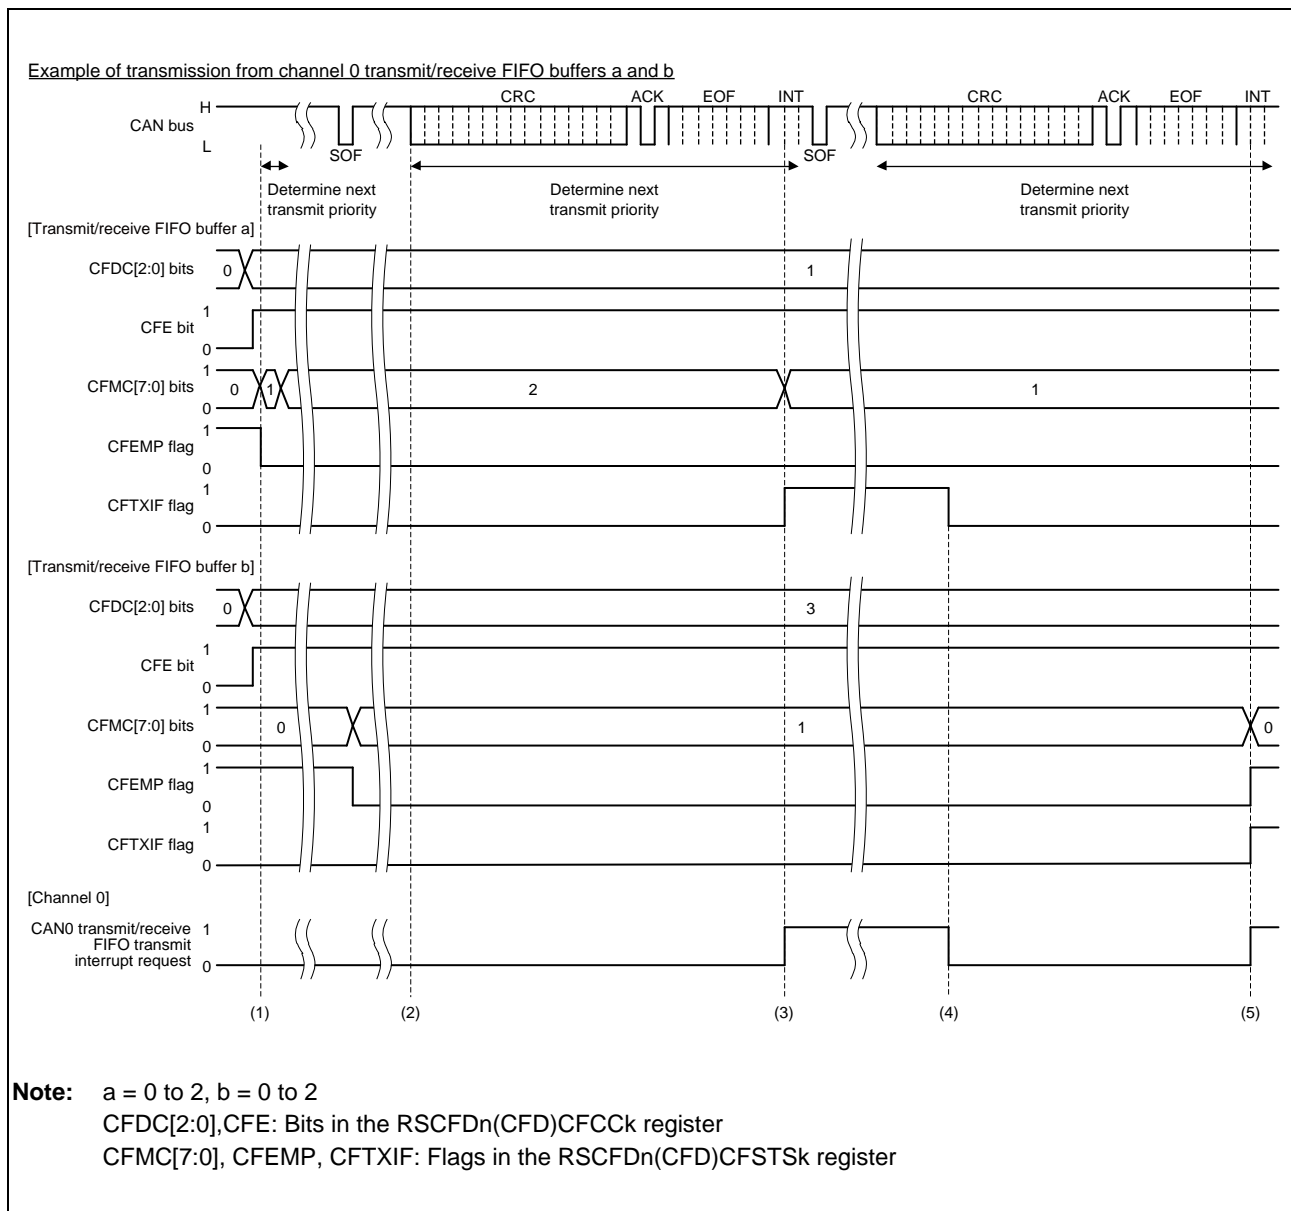 Example of transmission from channel 0 transmit/receive FIFO buffers a and b
CRC ACK EOF INT CRC ACK EOF INT
H
CAN bus
L
SOF SOF
Determine next Determine next Determine next
transmit priority transmit priority transmit priority
[Transmit/receive FIFO buffer a]
CFDC[2:0] bits 0 1
1
CFE bit
0
1
CFMC[7:0] bits 0 1 2 1
0
1
CFEMP flag
0
1
CFTXIF flag
0
[Transmit/receive FIFO buffer b]
CFDC[2:0] bits 0 3
1
CFE bit
0
1
CFMC[7:0] bits 0 1 0
0
1
CFEMP flag
0
1
CFTXIF flag
0
[Channel 0]
CAN0 transmit/receive 1
FIFO transmit
interrupt request 0
(1) (2) (3) (4) (5)
Note: a = 0 to 2, b = 0 to 2
CFDC[2:0],CFE: Bits in the RSCFDn(CFD)CFCCk register
CFMC[7:0], CFEMP, CFTXIF: Flags in the RSCFDn(CFD)CFSTSk register